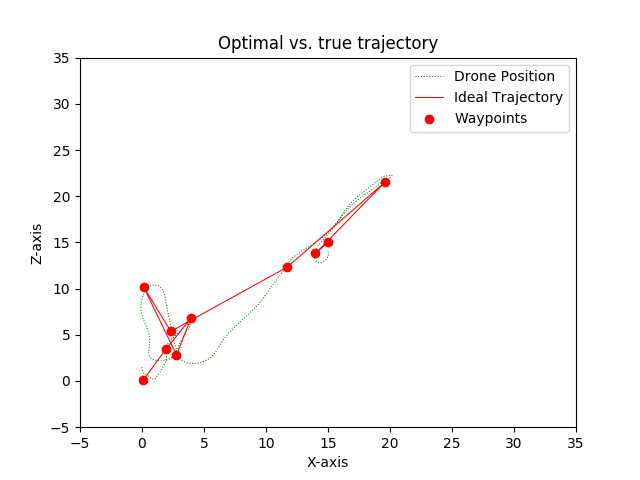 Optimal vs. true trajectory
Drone Position
Ideal Trajectory
Waypoints
35
30
25
20
15
10
5
0
−5
Z-axis
−5 0 5 10 15 20 25 30 35
X-axis